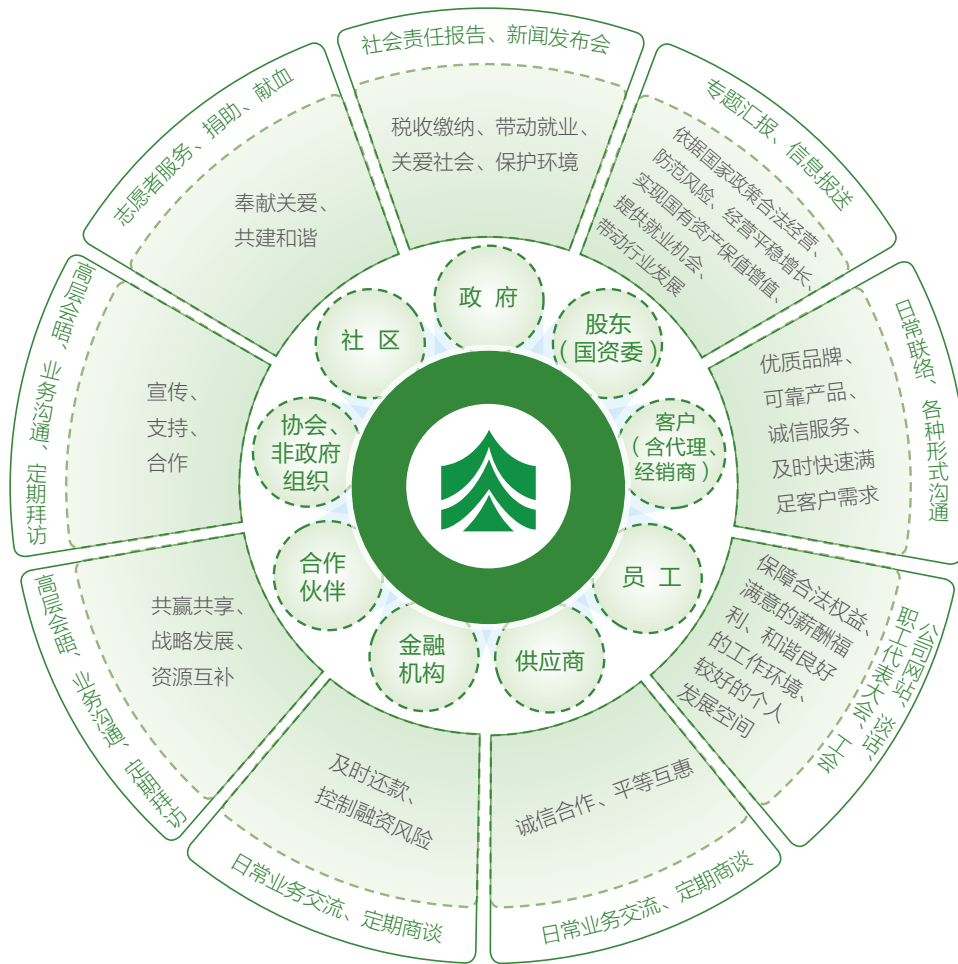 社会责任报告、新闻发布会
税收缴纳、带动就业、
关爱社会、保护环境
政 府
专题汇报、信息报送
依据国家政策合法经营、
防范风险、经营平稳增长、
实现国有资产保值增值、
提供就业机会、
带动行业发展
股东
（国资委）
日常联络、各种形式沟通
优质品牌、
可靠产品、
诚信服务、
及时快速满
足客户需求
客户
（含代理、
经销商）
公司网站、谈话、
职工代表大会、工会
保障合法权益、
满意的薪酬福
利、和谐良好
的工作环境、
较好的个人
发展空间
员 工
日常业务交流、定期商谈
诚信合作、平等互惠
供应商
日常业务交流、定期商谈
及时还款、
控制融资风险
金融
机构
高层会晤、业务沟通、定期拜访
共赢共享、
战略发展、
资源互补
合作
伙伴
高层会晤、业务沟通、定期拜访
宣传、
支持、
合作
协会、
非政府
组织
志愿者服务、捐助、献血
奉献关爱、
共建和谐
社 区